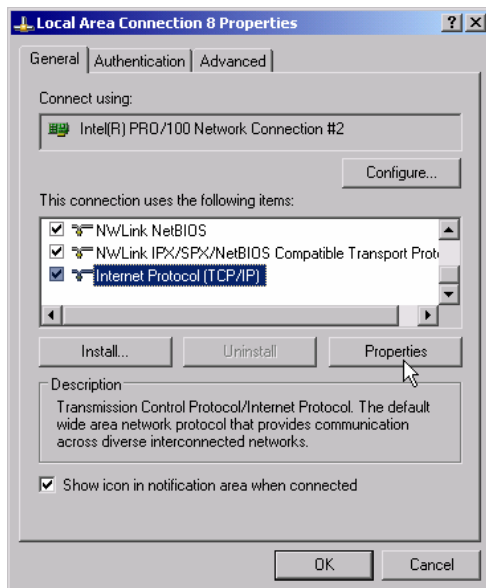 Local Area Connection 8 Properties
General Authentication Advanced
Connect using:
Intel(R) PRO/100 Network Connection #2
Configure...
This connection uses the following items:
NWLink NetBIOS
NWLink IPX/SPX/NetBIOS Compatible Transport Proto
Internet Protocol (TCP/IP)
Install... Uninstall Properties
Description
Transmission Control Protocol/Internet Protocol. The default
wide area network protocol that provides communication
across diverse interconnected networks.
Show icon in notification area when connected
OK Cancel